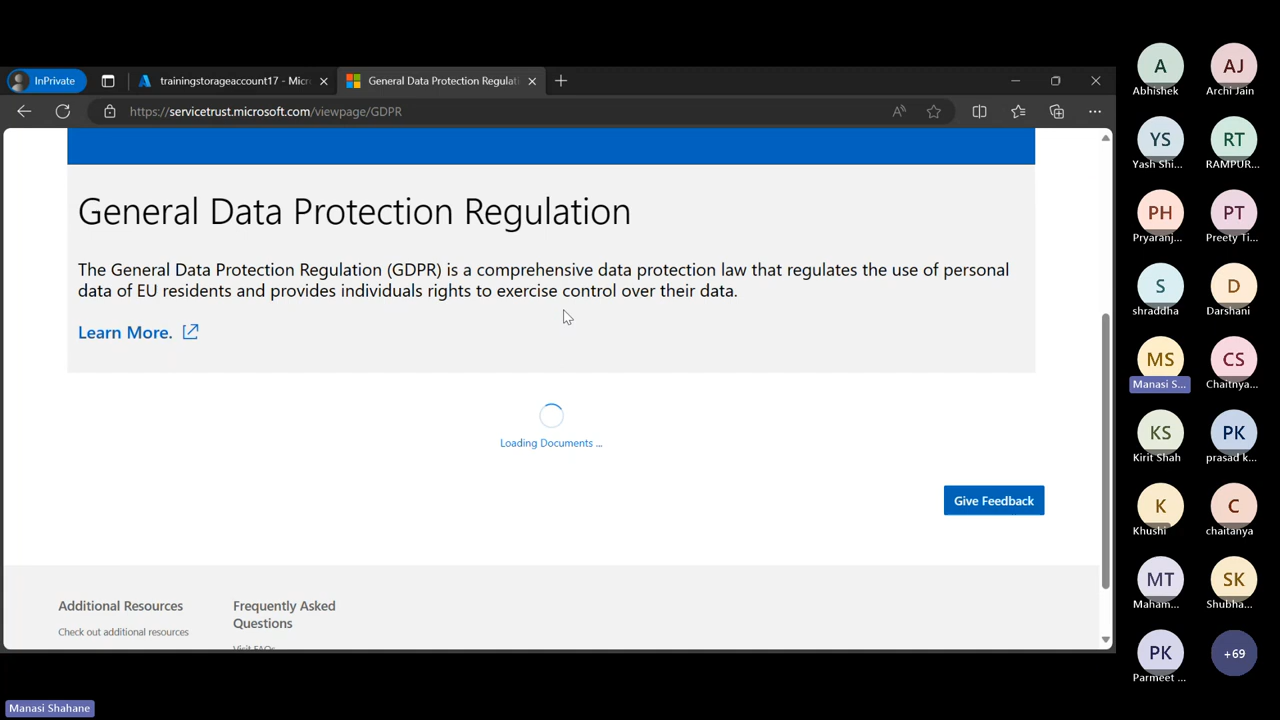 InPrivate
trainingstorageaccount17 - Micr
General Data Protection Regulati
https://servicetrust.microsoft.com/viewpage/GDPR
General Data Protection Regulation
The General Data Protection Regulation (GDPR) is a comprehensive data protection law that regulates the use of personal
data of EU residents and provides individuals rights to exercise control over their data.
Learn More.
Loading Documents ...
Give Feedback
Additional Resources
Check out additional resources
Frequently Asked
Questions
Visit FAQs
A
Abhishek
AJ
Archi Jain
YS
Yash Shi...
RT
RAMPUR...
PH
Pryaranj...
PT
Preety Ti...
S
shraddha
D
Darshani
MS
Manasi S...
CS
Chaitnya...
KS
Kirit Shah
PK
prasad k...
K
Khushi
C
chaitanya
MT
Maham...
SK
Shubha...
PK
Parmeet ...
+69
Manasi Shahane